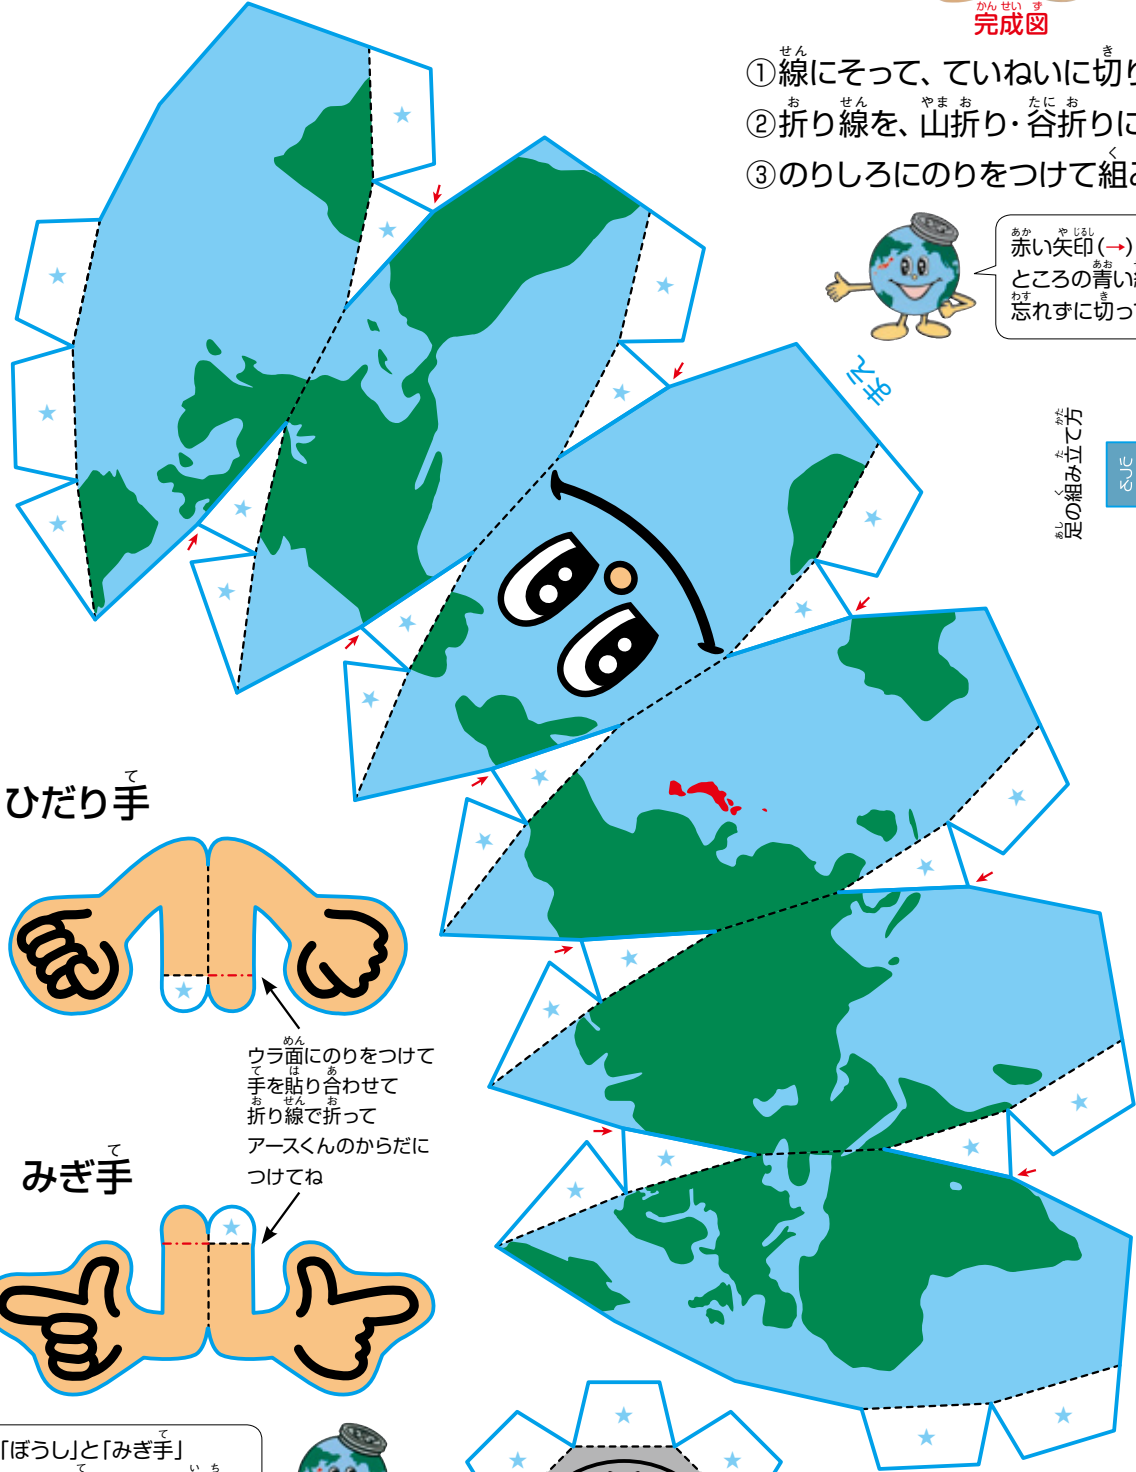 完成図
①線にそって、ていねいに切り
②折り線を、山折り・谷折りに
③のりしろにのりをつけて組み
赤い矢印(→)
ところの青い線
忘れずに切って
まえ
足の組み立て方
ひだり手
ウラ面にのりをつけて
手を貼り合わせて
折り線で折って
アースくんのからだに
つけてね
みぎ手
「ぼうし」と「みぎ手」